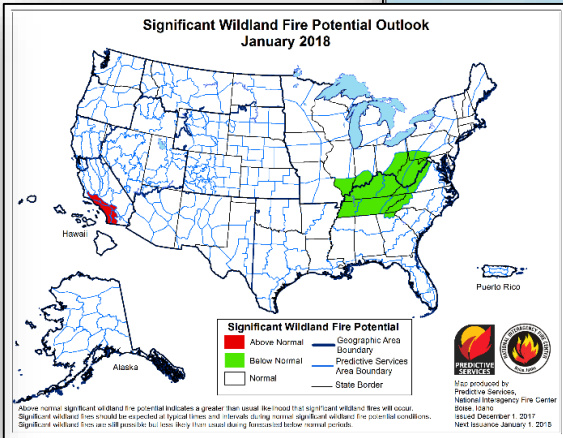 Significant Wildland Fire Potential Outlook
January 2018
Hawaii
Alaska
Puerto Rico
Significant Wildland Fire Potential
Above Normal
Below Normal
Normal
Geographic Area
Boundary
Predictive Services
Area Boundary
State Border
PREDICTIVE
SERVICES
NATIONAL INTERAGENCY FIRE CENTER
Map produced by
Predictive Services,
National Interagency Fire Center
Boise, Idaho
Issued December 1, 2017
Next Issuance January 1, 2018
Above normal significant wildland fire potential indicates a greater than usual likelihood that significant wildland fires will occur.
Significant wildland fires should be expected at typical times and intervals during normal significant wildland fire potential conditions.
Significant wildland fires are still possible but less likely than usual during forecasted below normal periods.